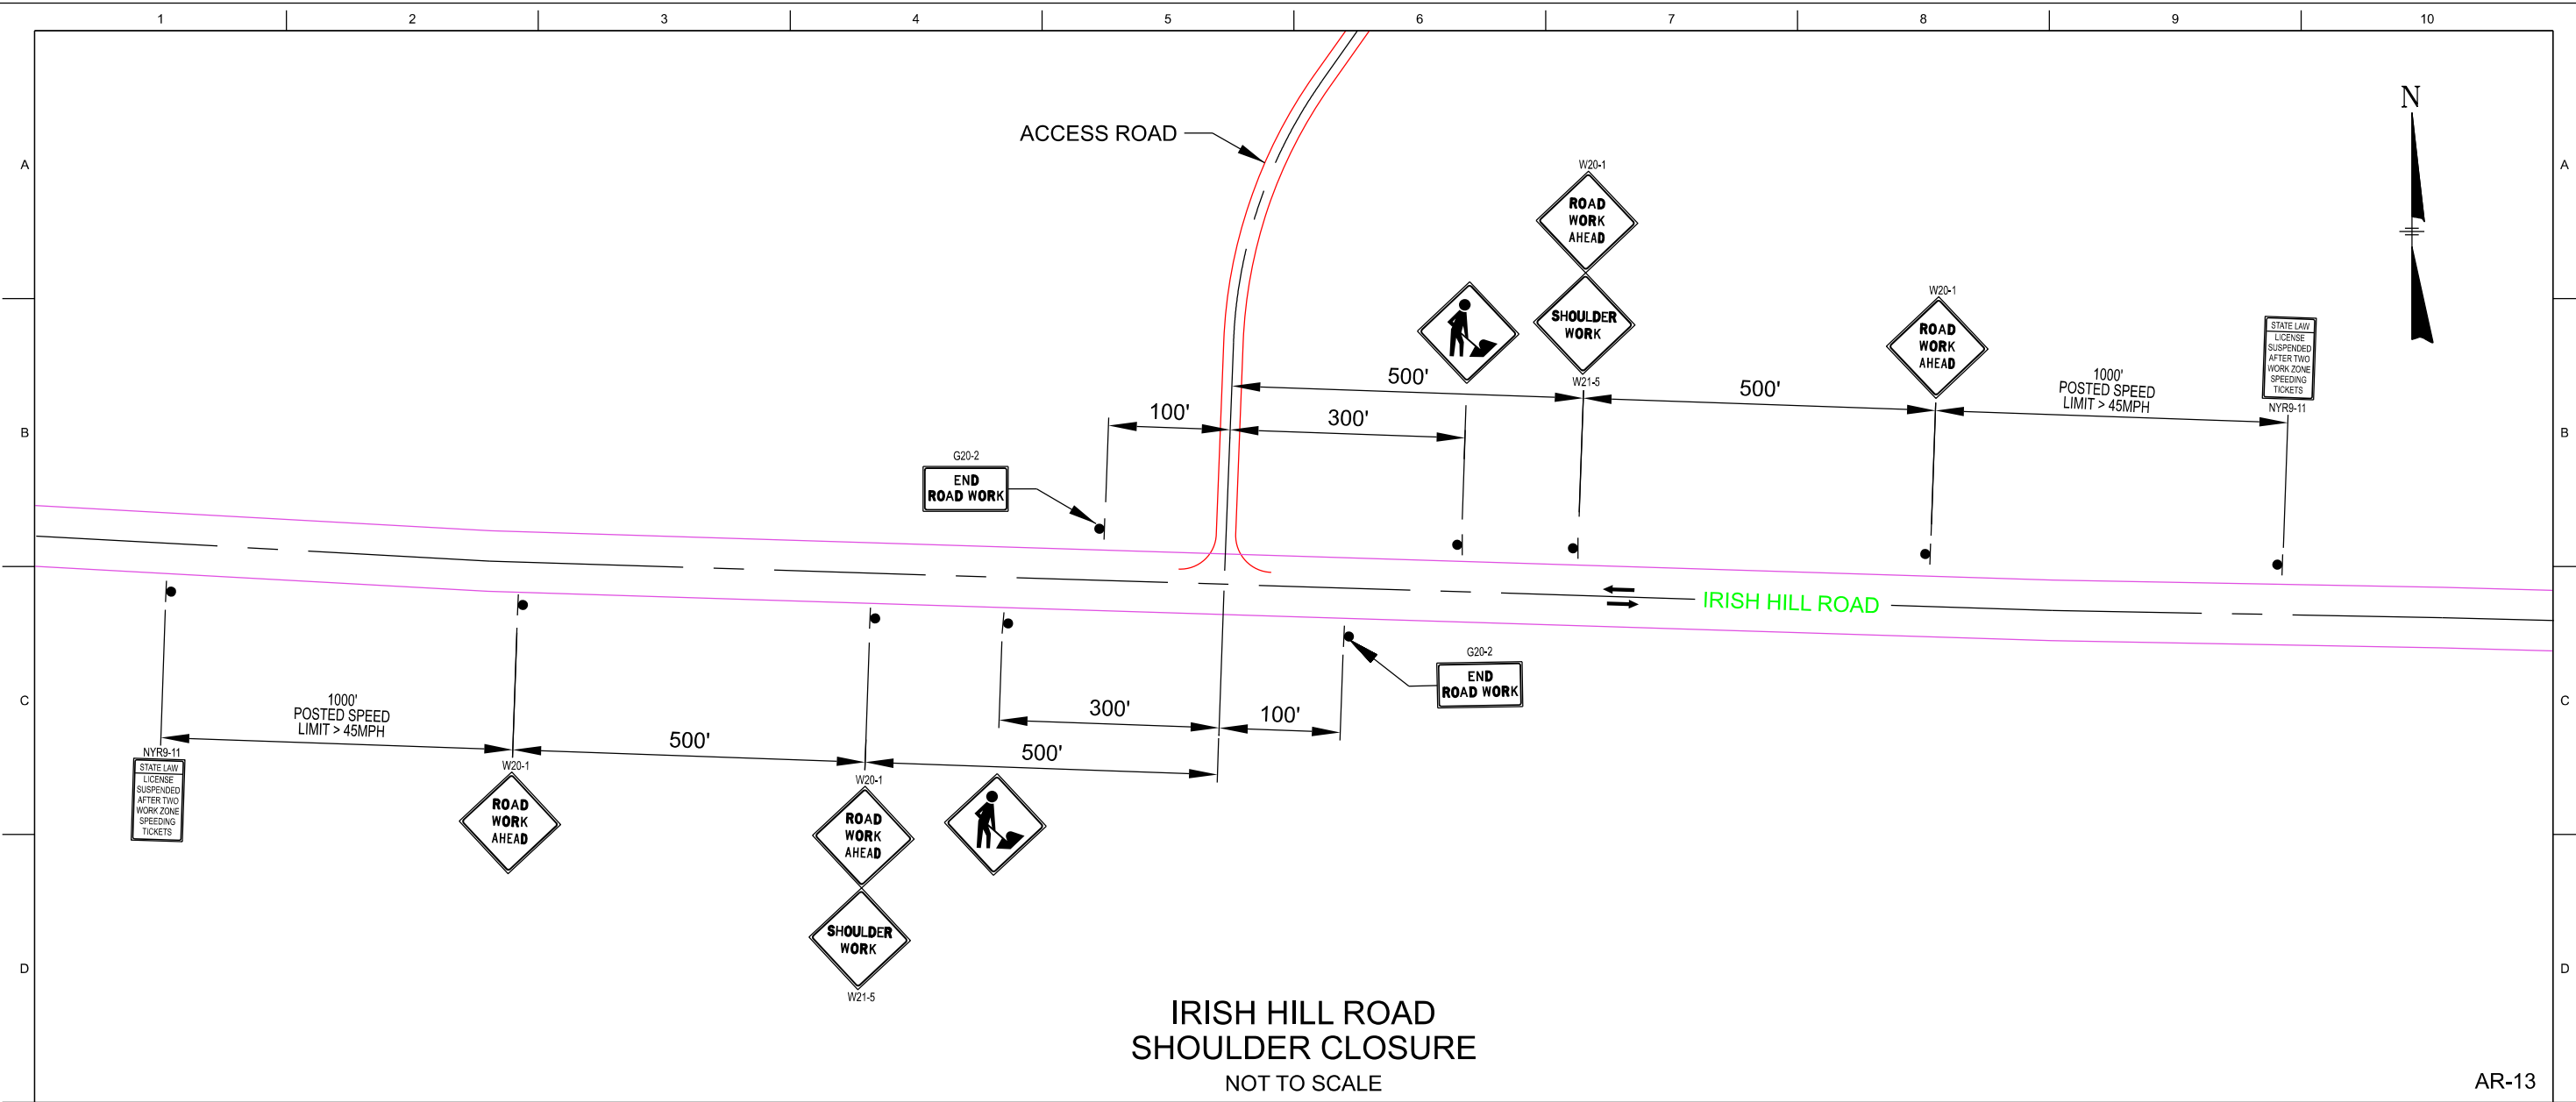 1 2 3 4 5 6 7 8 9 10
N
ACCESS ROAD
A
A
W20-1
ROAD
WORK
AHEAD
SHOULDER
WORK
W21-5
W20-1
ROAD
WORK
AHEAD
STATE LAW
LICENSE
SUSPENDED
AFTER TWO
WORK ZONE
SPEEDING
TICKETS
NYR9-11
500'
500'
1000'
POSTED SPEED
LIMIT > 45MPH
100'
300'
B
B
G20-2
END
ROAD WORK
IRISH HILL ROAD
G20-2
END
ROAD WORK
C
C
1000'
POSTED SPEED
LIMIT > 45MPH
300'
100'
500'
500'
NYR9-11
STATE LAW
LICENSE
SUSPENDED
AFTER TWO
WORK ZONE
SPEEDING
TICKETS
W20-1
ROAD
WORK
AHEAD
W20-1
ROAD
WORK
AHEAD
SHOULDER
WORK
W21-5
D
D
IRISH HILL ROAD
SHOULDER CLOSURE
NOT TO SCALE
AR-13